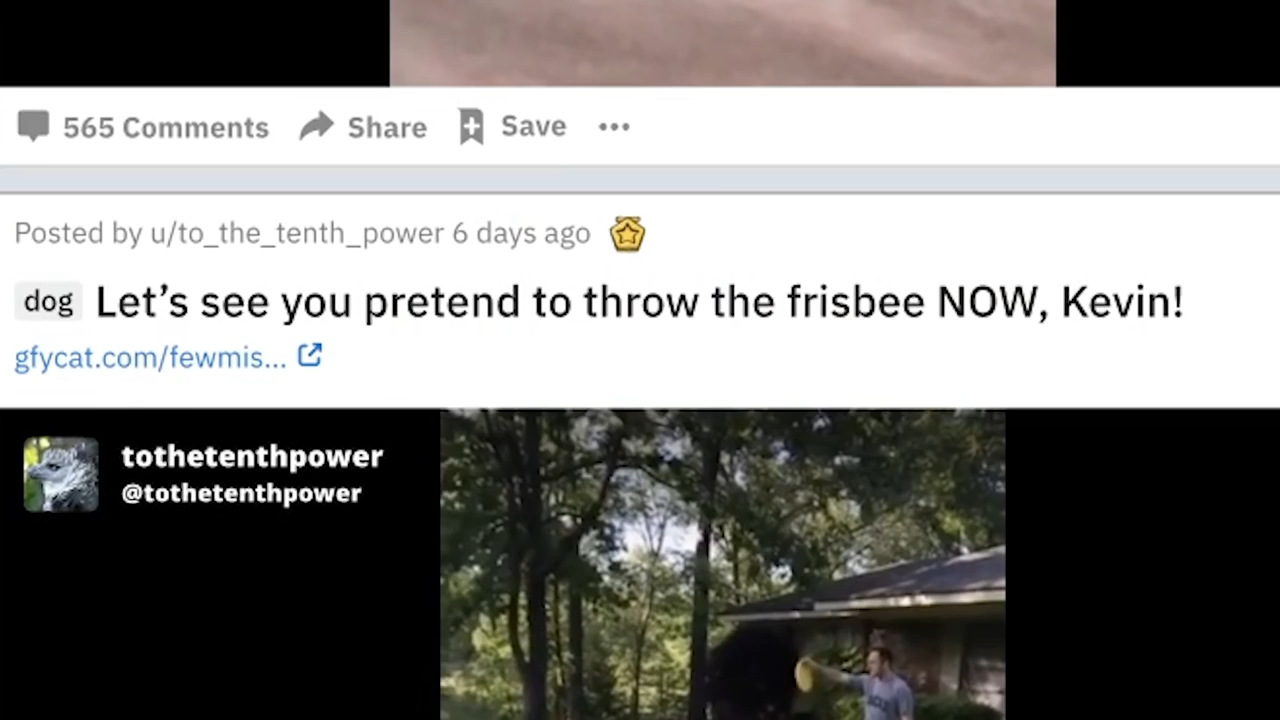 565 Comments Share Save
Posted by u/to_the_tenth_power 6 days ago
dog Let’s see you pretend to throw the frisbee NOW, Kevin!
gfycat.com/fewmis...
tothetenthpower
@tothetenthpower